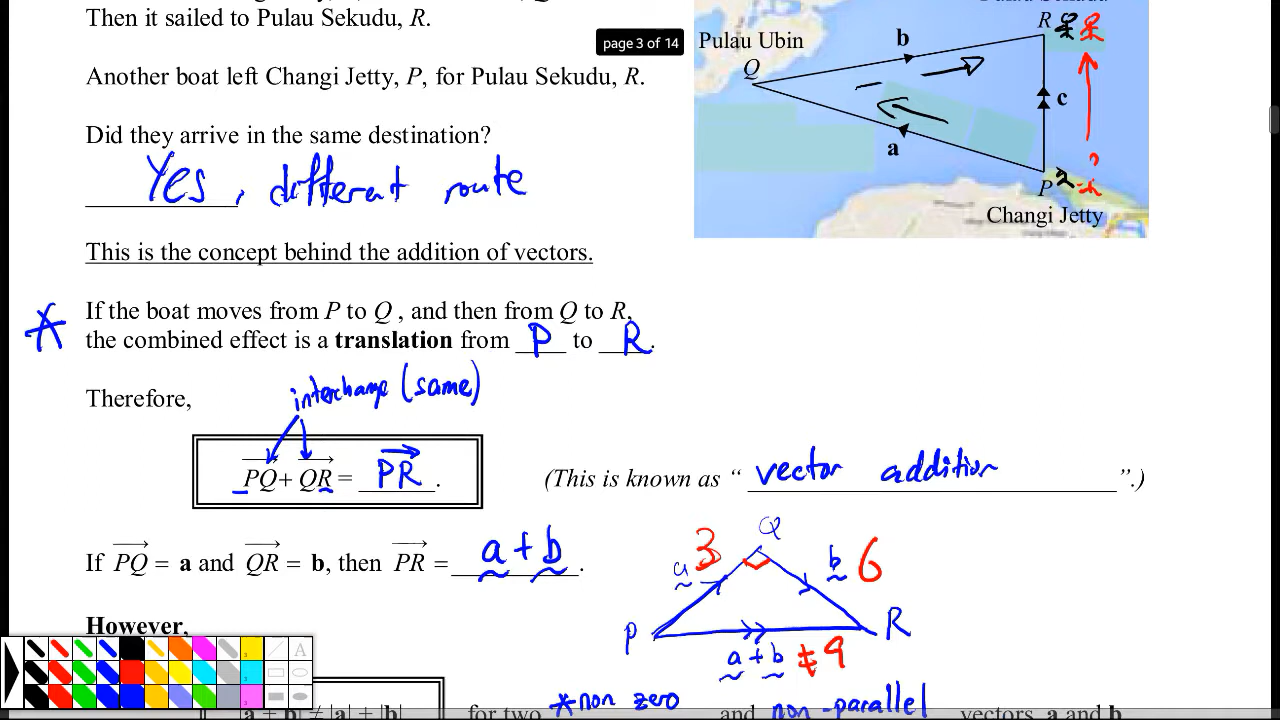 Then it sailed to Pulau Sekudu, R.
page 3 of 14
Another boat left Changi Jetty, P, for Pulau Sekudu, R.
Did they arrive in the same destination?
Yes, different route
Pulau Ubin
Q
b
R
c
a
P
Changi Jetty
This is the concept behind the addition of vectors.
If the boat moves from P to Q , and then from Q to R,
the combined effect is a translation from P to R.
Therefore,
interchange (same)
PQ + QR = PR.
(This is known as “ vector addition ”.)
If PQ = a and QR = b, then PR = a + b.
Q
a 3
b 6
P
R
a + b ≠ 9
However,
*non zero
non-parallel
|a + b| ≠ |a| + |b| for two and vectors a and b
A